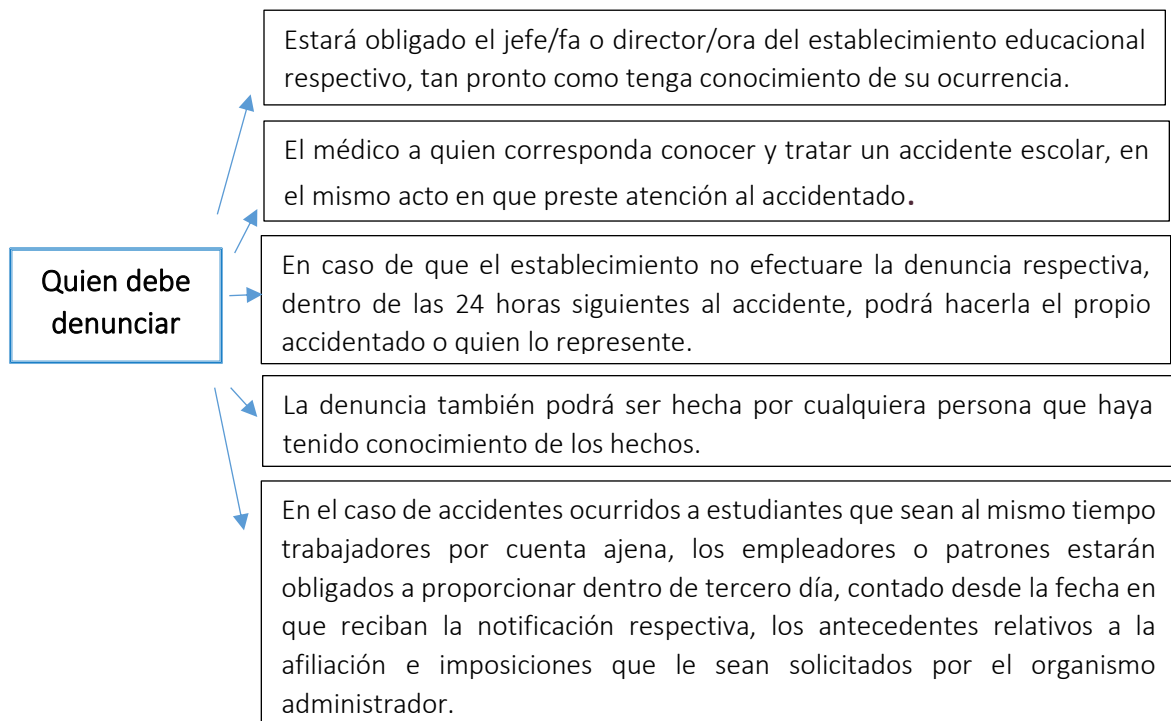 Estará obligado el jefe/fa o director/ora del establecimiento educacional
respectivo, tan pronto como tenga conocimiento de su ocurrencia.
El médico a quien corresponda conocer y tratar un accidente escolar, en
el mismo acto en que preste atención al accidentado.
Quien debe
denunciar
En caso de que el establecimiento no efectuare la denuncia respectiva,
dentro de las 24 horas siguientes al accidente, podrá hacerla el propio
accidentado o quien lo represente.
La denuncia también podrá ser hecha por cualquiera persona que haya
tenido conocimiento de los hechos.
En el caso de accidentes ocurridos a estudiantes que sean al mismo tiempo
trabajadores por cuenta ajena, los empleadores o patrones estarán
obligados a proporcionar dentro de tercero día, contado desde la fecha en
que reciban la notificación respectiva, los antecedentes relativos a la
afiliación e imposiciones que le sean solicitados por el organismo
administrador.